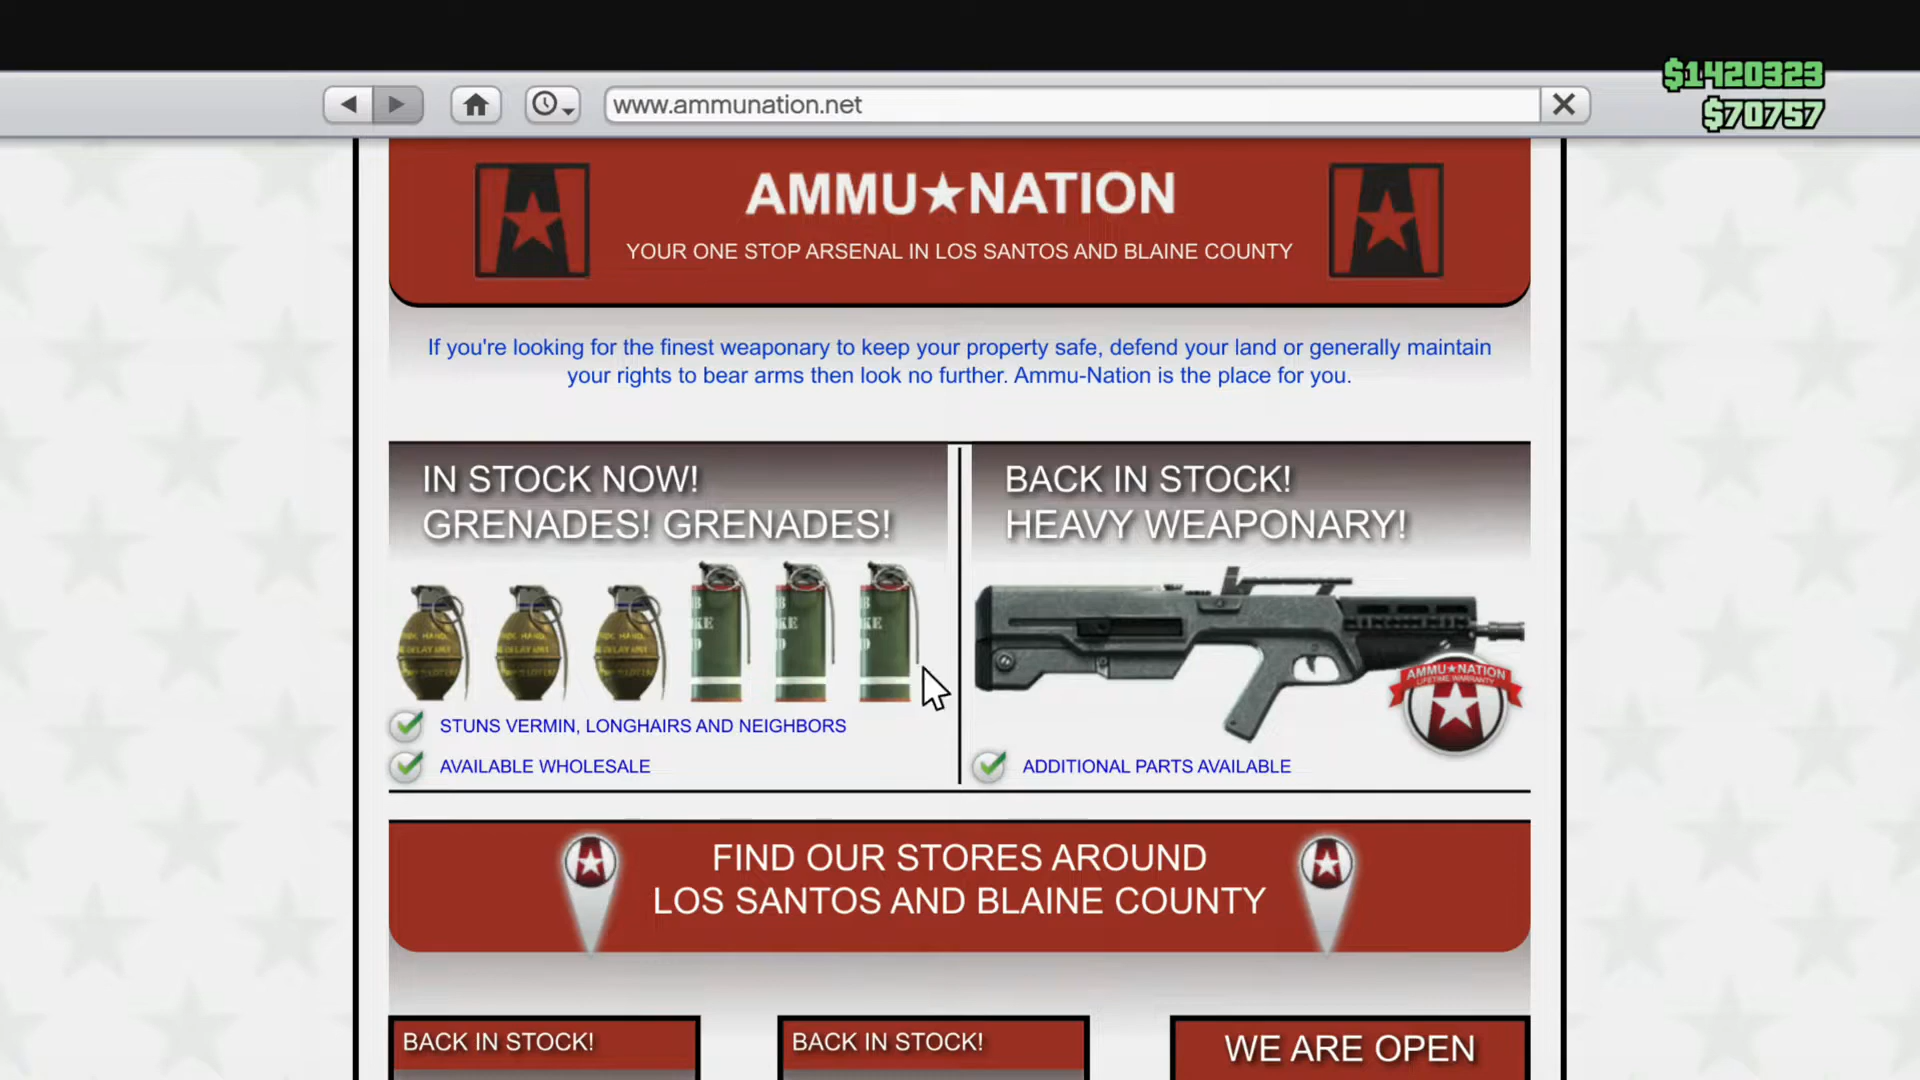 $1420323
$70757
www.ammunation.net
AMMU★NATION
YOUR ONE STOP ARSENAL IN LOS SANTOS AND BLAINE COUNTY
If you're looking for the finest weaponary to keep your property safe, defend your land or generally maintain
your rights to bear arms then look no further. Ammu-Nation is the place for you.
IN STOCK NOW!
GRENADES! GRENADES!
STUNS VERMIN, LONGHAIRS AND NEIGHBORS
AVAILABLE WHOLESALE
BACK IN STOCK!
HEAVY WEAPONARY!
AMMU★NATION
LIFETIME WARRANTY
ADDITIONAL PARTS AVAILABLE
FIND OUR STORES AROUND
LOS SANTOS AND BLAINE COUNTY
BACK IN STOCK!
BACK IN STOCK!
WE ARE OPEN